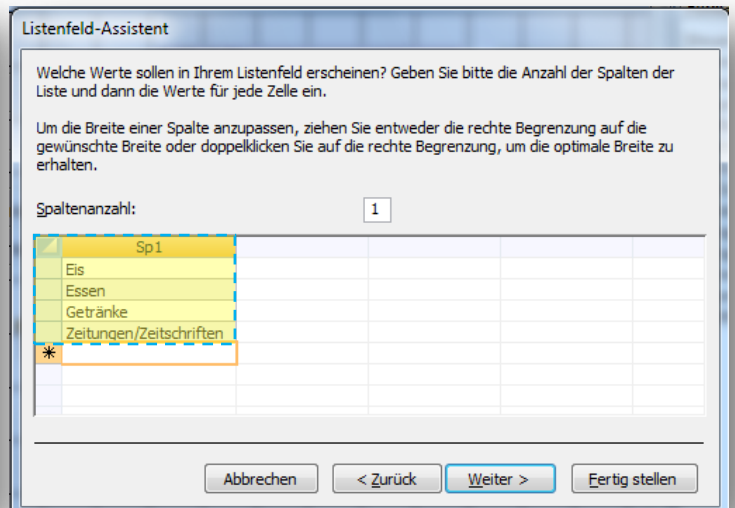 Listenfeld-Assistent
Welche Werte sollen in Ihrem Listenfeld erscheinen? Geben Sie bitte die Anzahl der Spalten der
Liste und dann die Werte für jede Zelle ein.
Um die Breite einer Spalte anzupassen, ziehen Sie entweder die rechte Begrenzung auf die
gewünschte Breite oder doppelklicken Sie auf die rechte Begrenzung, um die optimale Breite zu
erhalten.
Spaltenanzahl: 1
Sp1
Eis
Essen
Getränke
Zeitungen/Zeitschriften
Abbrechen < Zurück Weiter > Fertig stellen